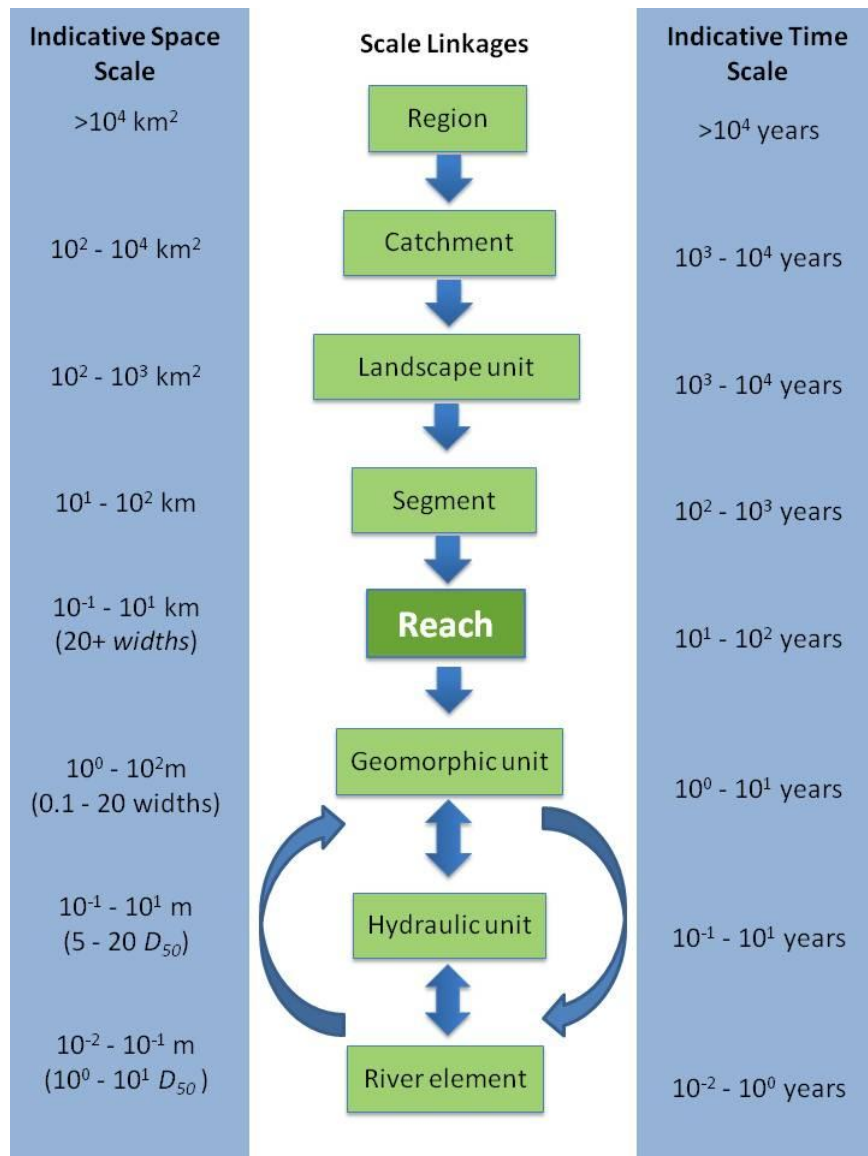 Indicative Space
Scale
Scale Linkages
Indicative Time
Scale
>10⁴ km²
Region
>10⁴ years
10² - 10⁴ km²
Catchment
10³ - 10⁴ years
10² - 10³ km²
Landscape unit
10³ - 10⁴ years
10¹ - 10² km
Segment
10² - 10³ years
10⁻¹ - 10¹ km
(20+ widths)
Reach
10¹ - 10² years
10⁰ - 10²m
(0.1 - 20 widths)
Geomorphic unit
10⁰ - 10¹ years
10⁻¹ - 10¹ m
(5 - 20 D₅₀)
Hydraulic unit
10⁻¹ - 10¹ years
10⁻² - 10⁻¹ m
(10⁰ - 10¹ D₅₀ )
River element
10⁻² - 10⁰ years